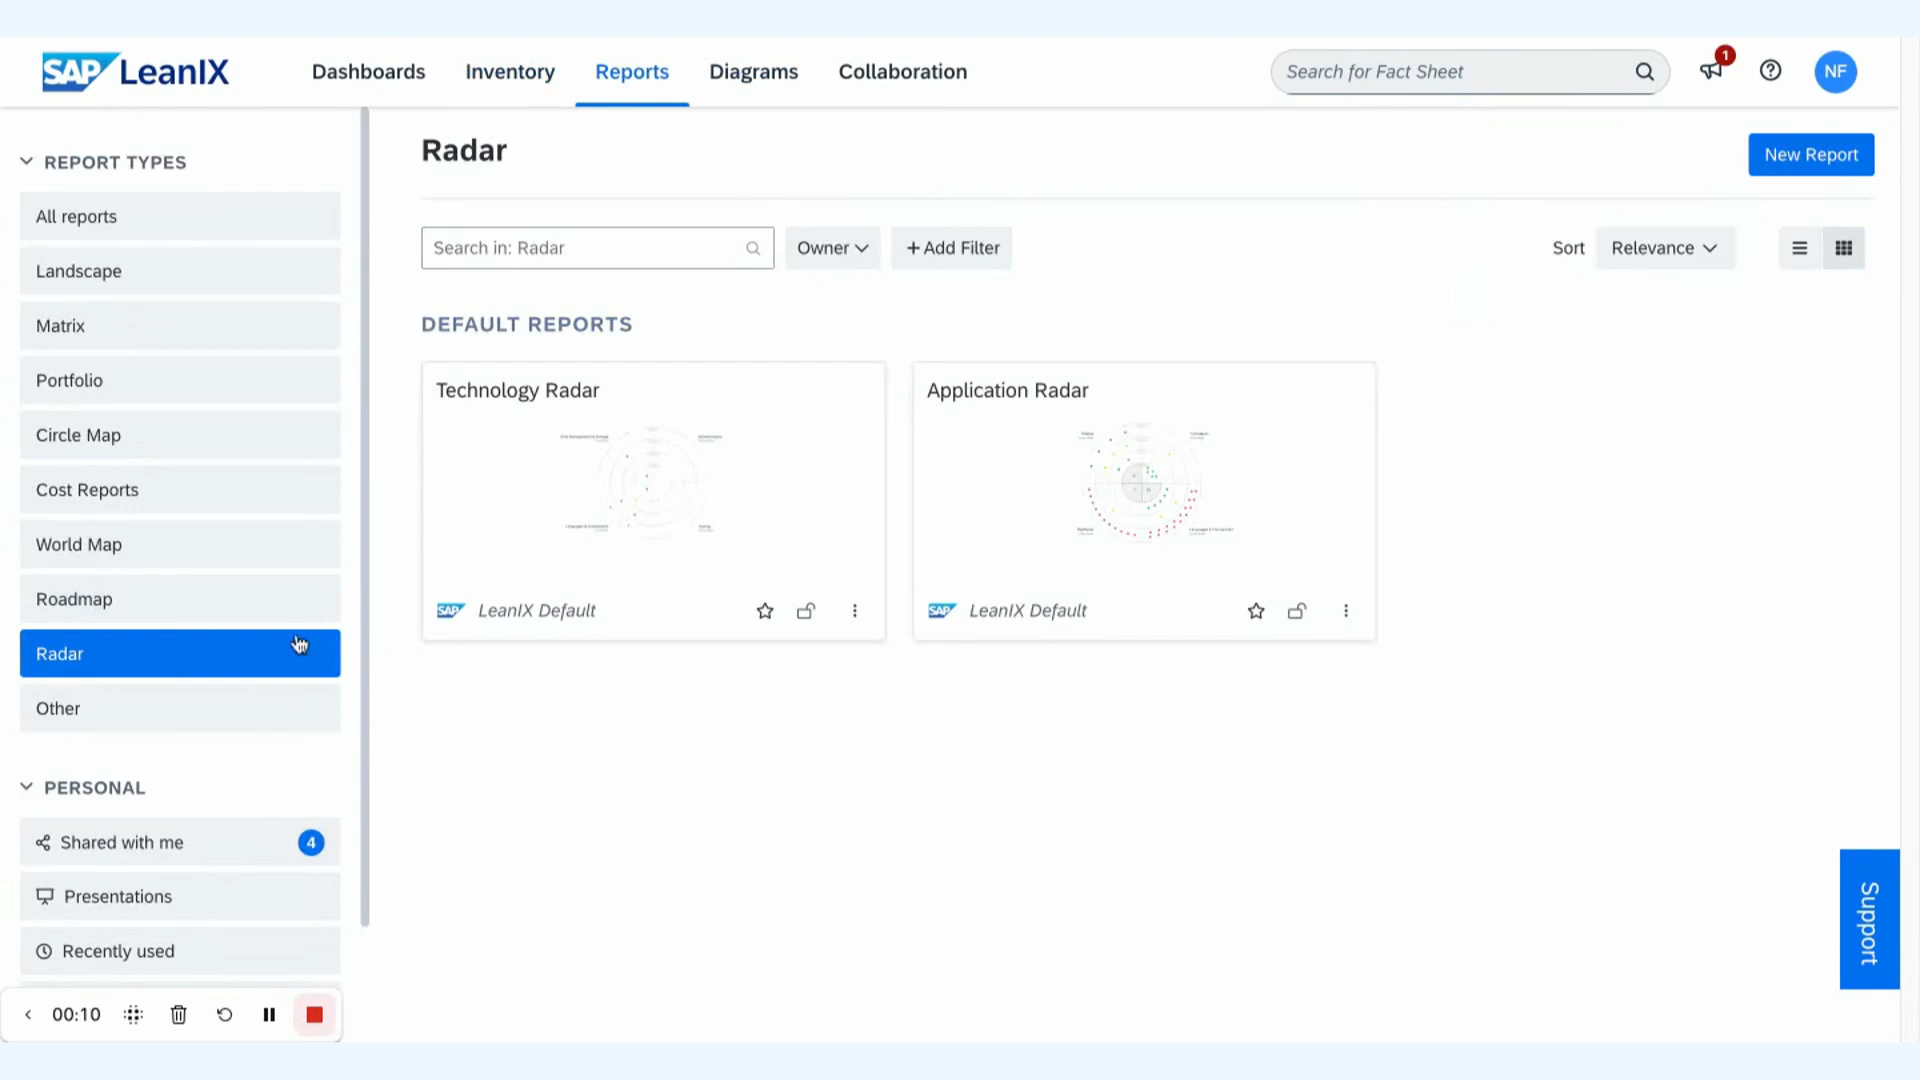 SAP LeanIX
Dashboards
Inventory
Reports
Diagrams
Collaboration
Search for Fact Sheet
1
NF
REPORT TYPES
All reports
Landscape
Matrix
Portfolio
Circle Map
Cost Reports
World Map
Roadmap
Radar
Other
PERSONAL
Shared with me
4
Presentations
Recently used
00:10
Radar
New Report
Search in: Radar
Owner
+ Add Filter
Sort
Relevance
DEFAULT REPORTS
Technology Radar
SAP LeanIX Default
Application Radar
SAP LeanIX Default
Support